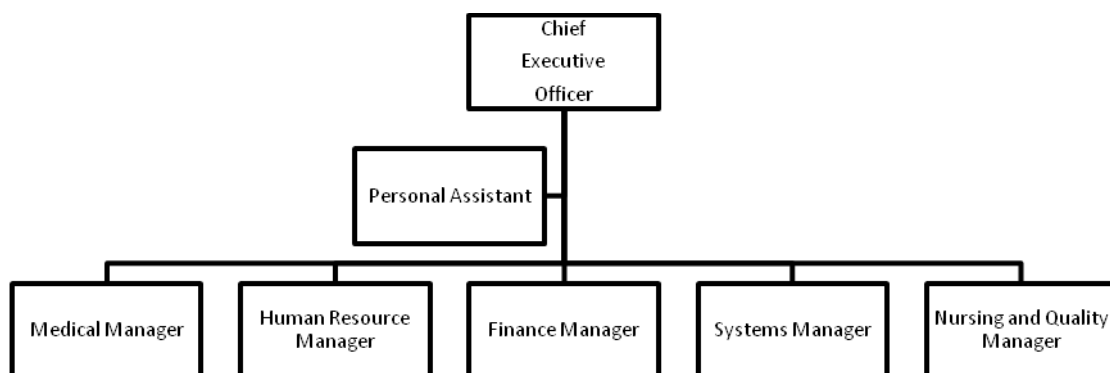 Chief
Executive
Officer
Personal Assistant
Medical Manager
Human Resource
Manager
Finance Manager
Systems Manager
Nursing and Quality
Manager